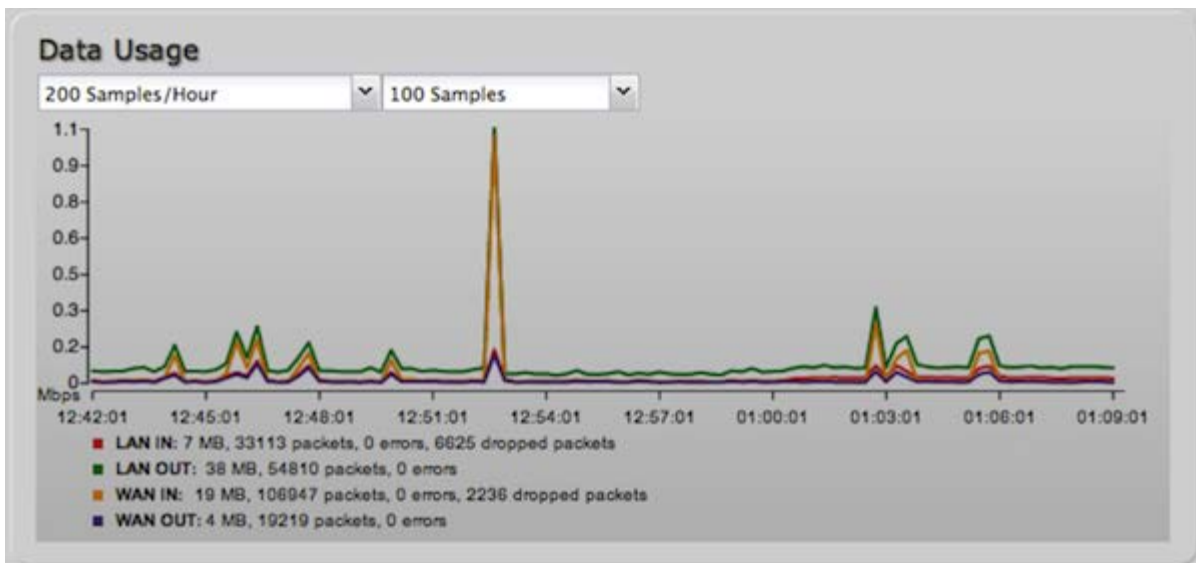 Data Usage
200 Samples/Hour 100 Samples
1.1
0.9
0.8
0.6
0.5
0.3
0.2
0
Mbps
12:42:01 12:45:01 12:48:01 12:51:01 12:54:01 12:57:01 01:00:01 01:03:01 01:06:01 01:09:01
LAN IN: 7 MB, 33113 packets, 0 errors, 6625 dropped packets
LAN OUT: 38 MB, 54810 packets, 0 errors
WAN IN: 19 MB, 106947 packets, 0 errors, 2236 dropped packets
WAN OUT: 4 MB, 19219 packets, 0 errors